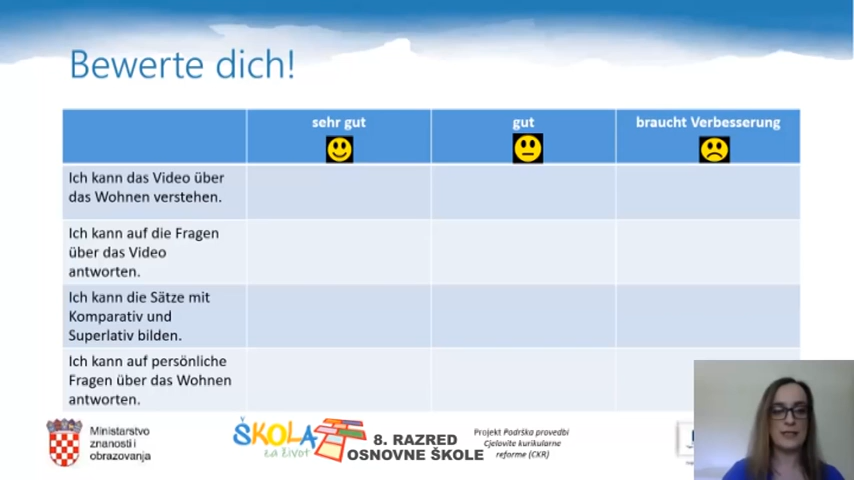 Bewerte dich!
sehr gut
gut
braucht Verbesserung
Ich kann das Video über
das Wohnen verstehen.
Ich kann auf die Fragen
über das Video
antworten.
Ich kann die Sätze mit
Komparativ und
Superlativ bilden.
Ich kann auf persönliche
Fragen über das Wohnen
antworten.
Ministarstvo
znanosti i
obrazovanja
ŠKOLA
za život
8. RAZRED
OSNOVNE ŠKOLE
Projekt Podrška provedbi
Cjelovite kurikularne
reforme (CKR)